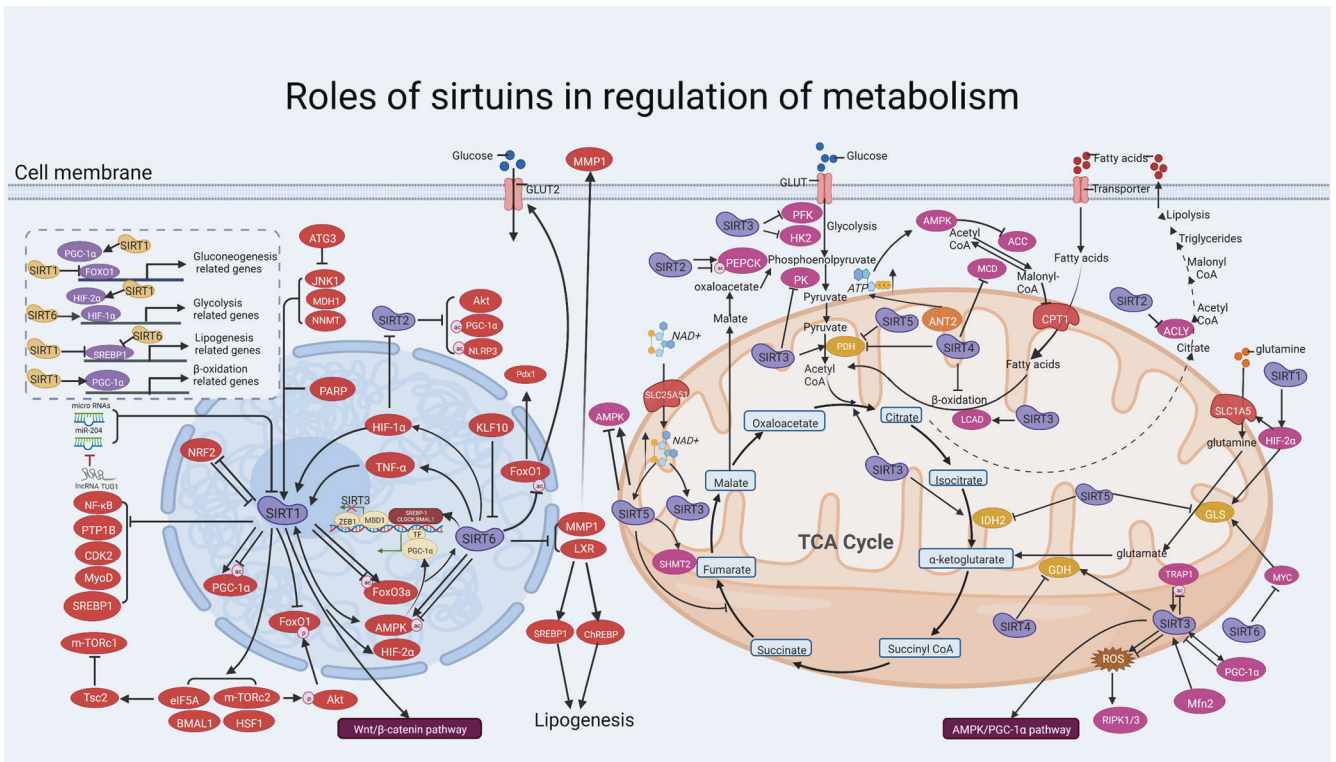 Roles of sirtuins in regulation of metabolism
Cell membrane
Glucose
GLUT2
MMP1
Glucose
GLUT
Fatty acids
Transporter
PGC-1α
SIRT1
SIRT1
FOXO1
Gluconeogenesis
related genes
HIF-2α
SIRT1
SIRT6
HIF-1α
Glycolysis
related genes
SIRT6
SIRT1
SREBP1
Lipogenesis
related genes
SIRT1
PGC-1α
β-oxidation
related genes
ATG3
JNK1
MDH1
NNMT
PARP
SIRT2
Akt
ac
PGC-1α
ac
NLRP3
micro RNAs
miR-204
lncRNA TUG1
NF-κB
PTP1B
CDK2
MyoD
SREBP1
NRF2
SIRT1
HIF-1α
TNF-α
KLF10
Pdx1
FoxO1
ac
SIRT3
ZEB1
MBD1
SREBP-1
CLOCK,BMAL1
TF
PGC-1α
SIRT6
MMP1
LXR
ac
PGC-1α
ac
FoxO3a
FoxO1
p
AMPK
ac
HIF-2α
SREBP1
ChREBP
Lipogenesis
m-TORc1
Tsc2
eIF5A
m-TORc2
BMAL1
HSF1
p
Akt
Wnt/β-catenin pathway
SIRT3
PFK
HK2
Glycolysis
SIRT2
ac
PEPCK
Phosphoenolpyruvate
oxaloacetate
PK
Malate
Pyruvate
ATP
AMPK
Acetyl
CoA
ACC
MCD
Malonyl-
CoA
Fatty acids
CPT1
Lipolysis
Triglycerides
Malonyl
CoA
Acetyl
CoA
SIRT2
ACLY
Citrate
glutamine
SIRT1
SLC1A5
HIF-2α
glutamine
NAD+
SLC25A51
NAD+
AMPK
SIRT5
SIRT3
SHMT2
SIRT3
Pyruvate
PDH
SIRT5
ANT2
SIRT4
Acetyl
CoA
Fatty acids
β-oxidation
LCAD
SIRT3
Oxaloacetate
Citrate
Malate
SIRT3
Isocitrate
IDH2
SIRT5
GLS
TCA Cycle
α-ketoglutarate
glutamate
Fumarate
GDH
TRAP1
ac
MYC
SIRT4
SIRT3
SIRT6
Succinate
Succinyl CoA
ROS
PGC-1α
Mfn2
RIPK1/3
AMPK/PGC-1α pathway